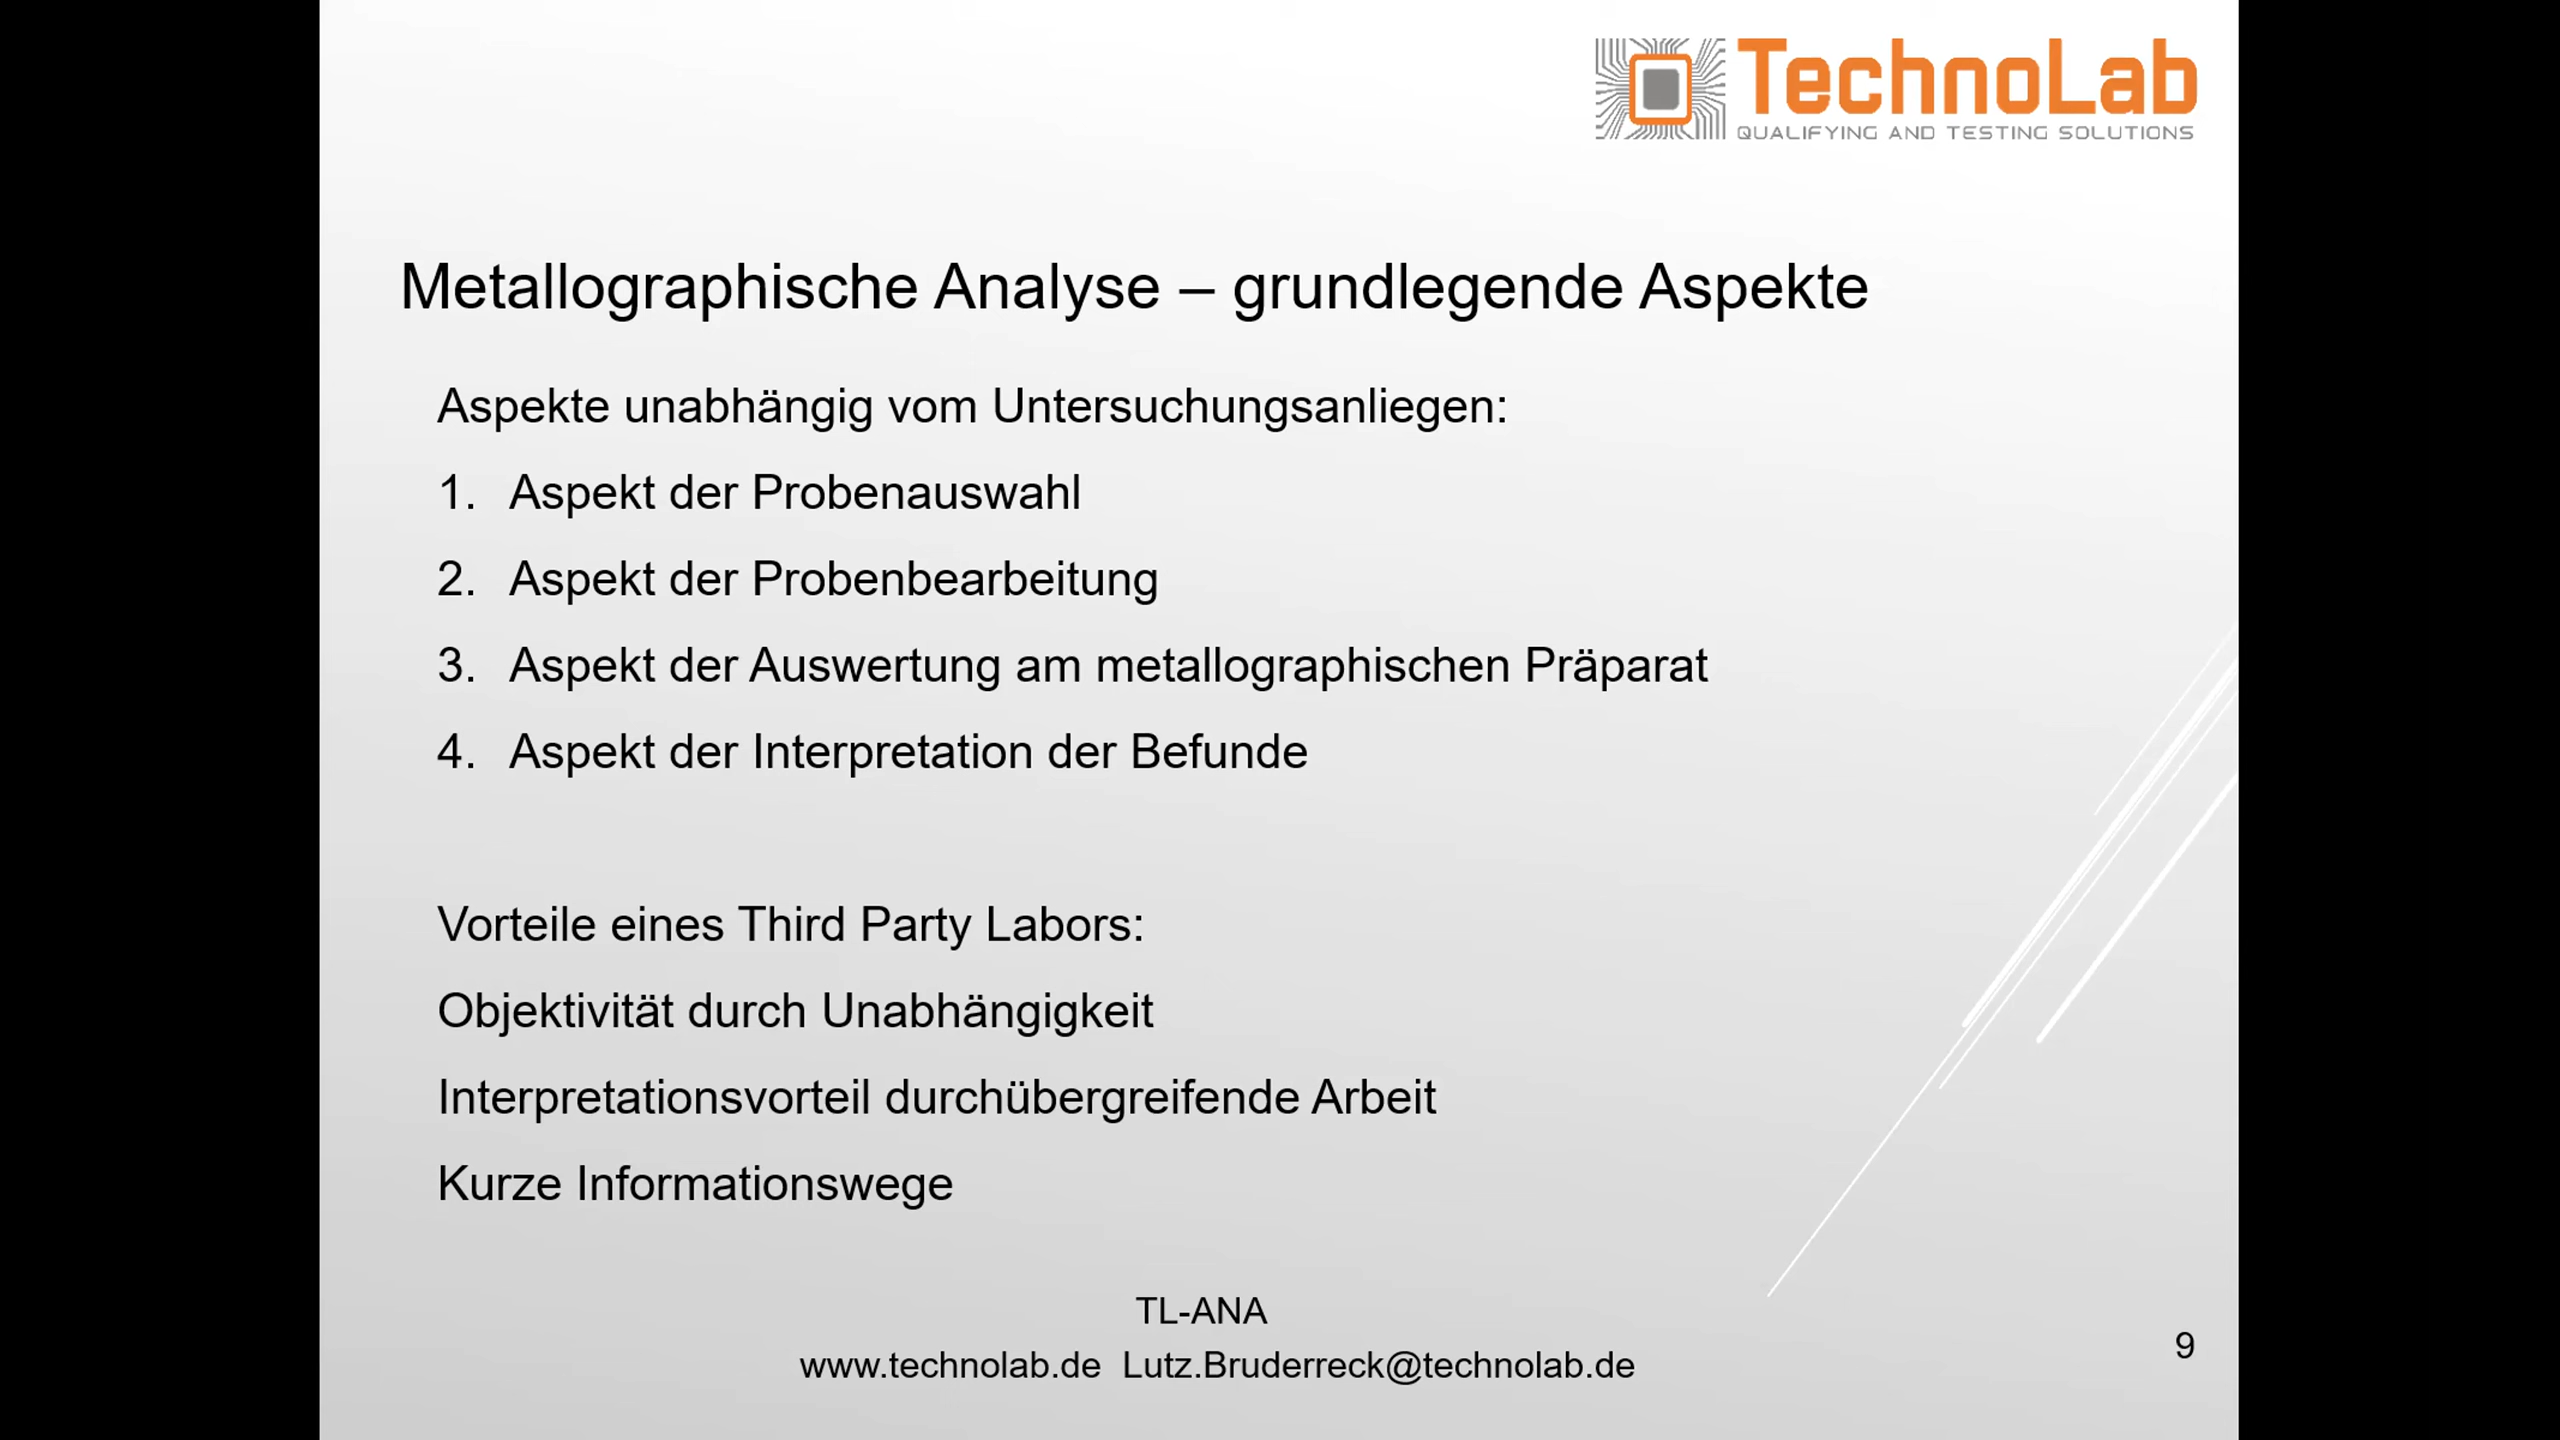 TechnoLab
QUALIFYING AND TESTING SOLUTIONS
Metallographische Analyse – grundlegende Aspekte
Aspekte unabhängig vom Untersuchungsanliegen:
1. Aspekt der Probenauswahl
2. Aspekt der Probenbearbeitung
3. Aspekt der Auswertung am metallographischen Präparat
4. Aspekt der Interpretation der Befunde
Vorteile eines Third Party Labors:
Objektivität durch Unabhängigkeit
Interpretationsvorteil durchübergreifende Arbeit
Kurze Informationswege
TL-ANA
www.technolab.de Lutz.Bruderreck@technolab.de
9